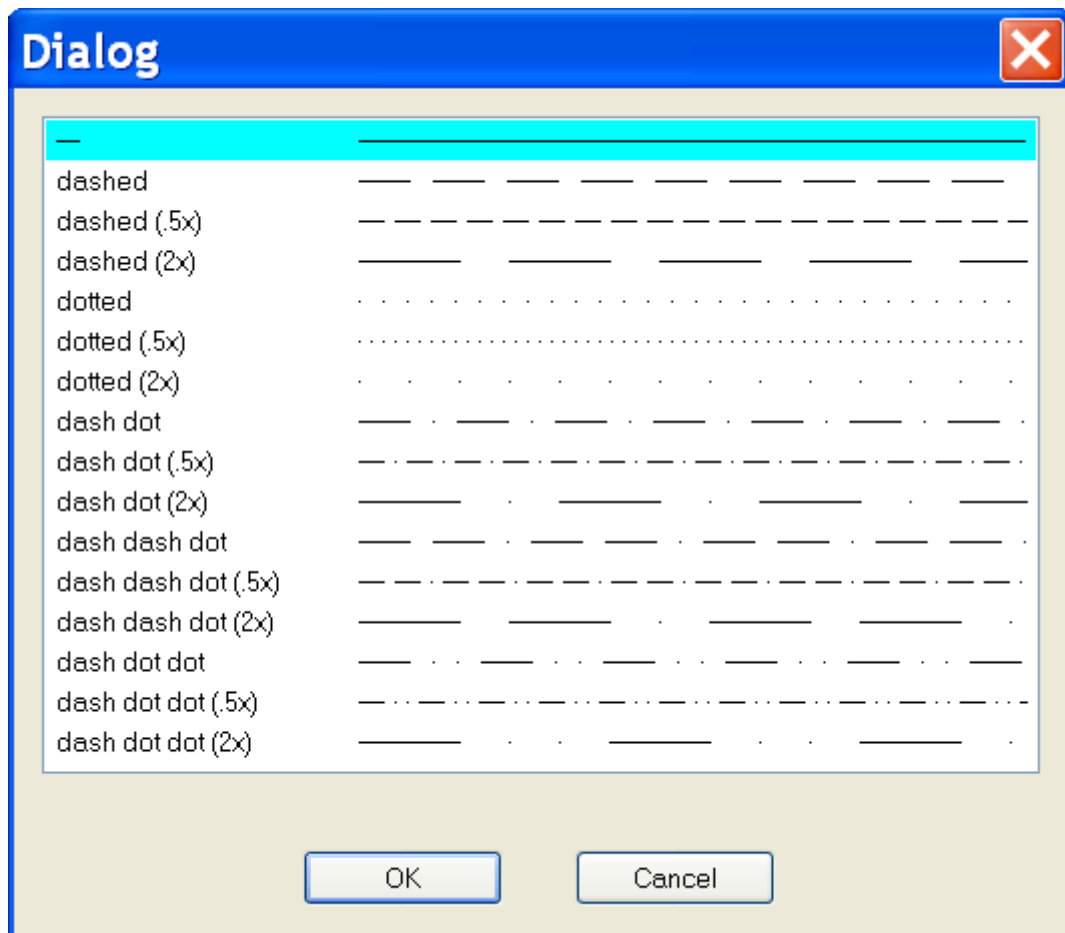 Dialog
—
dashed
dashed (.5x)
dashed (2x)
dotted
dotted (.5x)
dotted (2x)
dash dot
dash dot (.5x)
dash dot (2x)
dash dash dot
dash dash dot (.5x)
dash dash dot (2x)
dash dot dot
dash dot dot (.5x)
dash dot dot (2x)
OK
Cancel